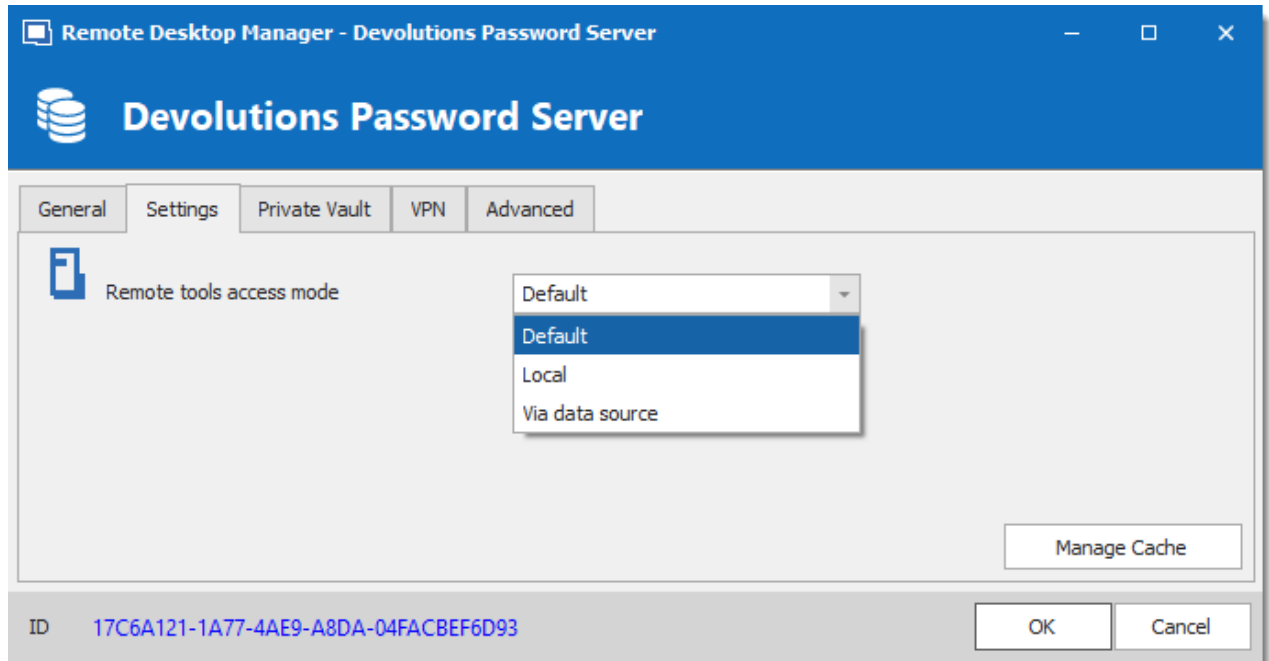 Remote Desktop Manager - Devolutions Password Server
Devolutions Password Server
General Settings Private Vault VPN Advanced
Remote tools access mode Default
Default
Local
Via data source
Manage Cache
ID 17C6A121-1A77-4AE9-A8DA-04FACBEF6D93 OK Cancel